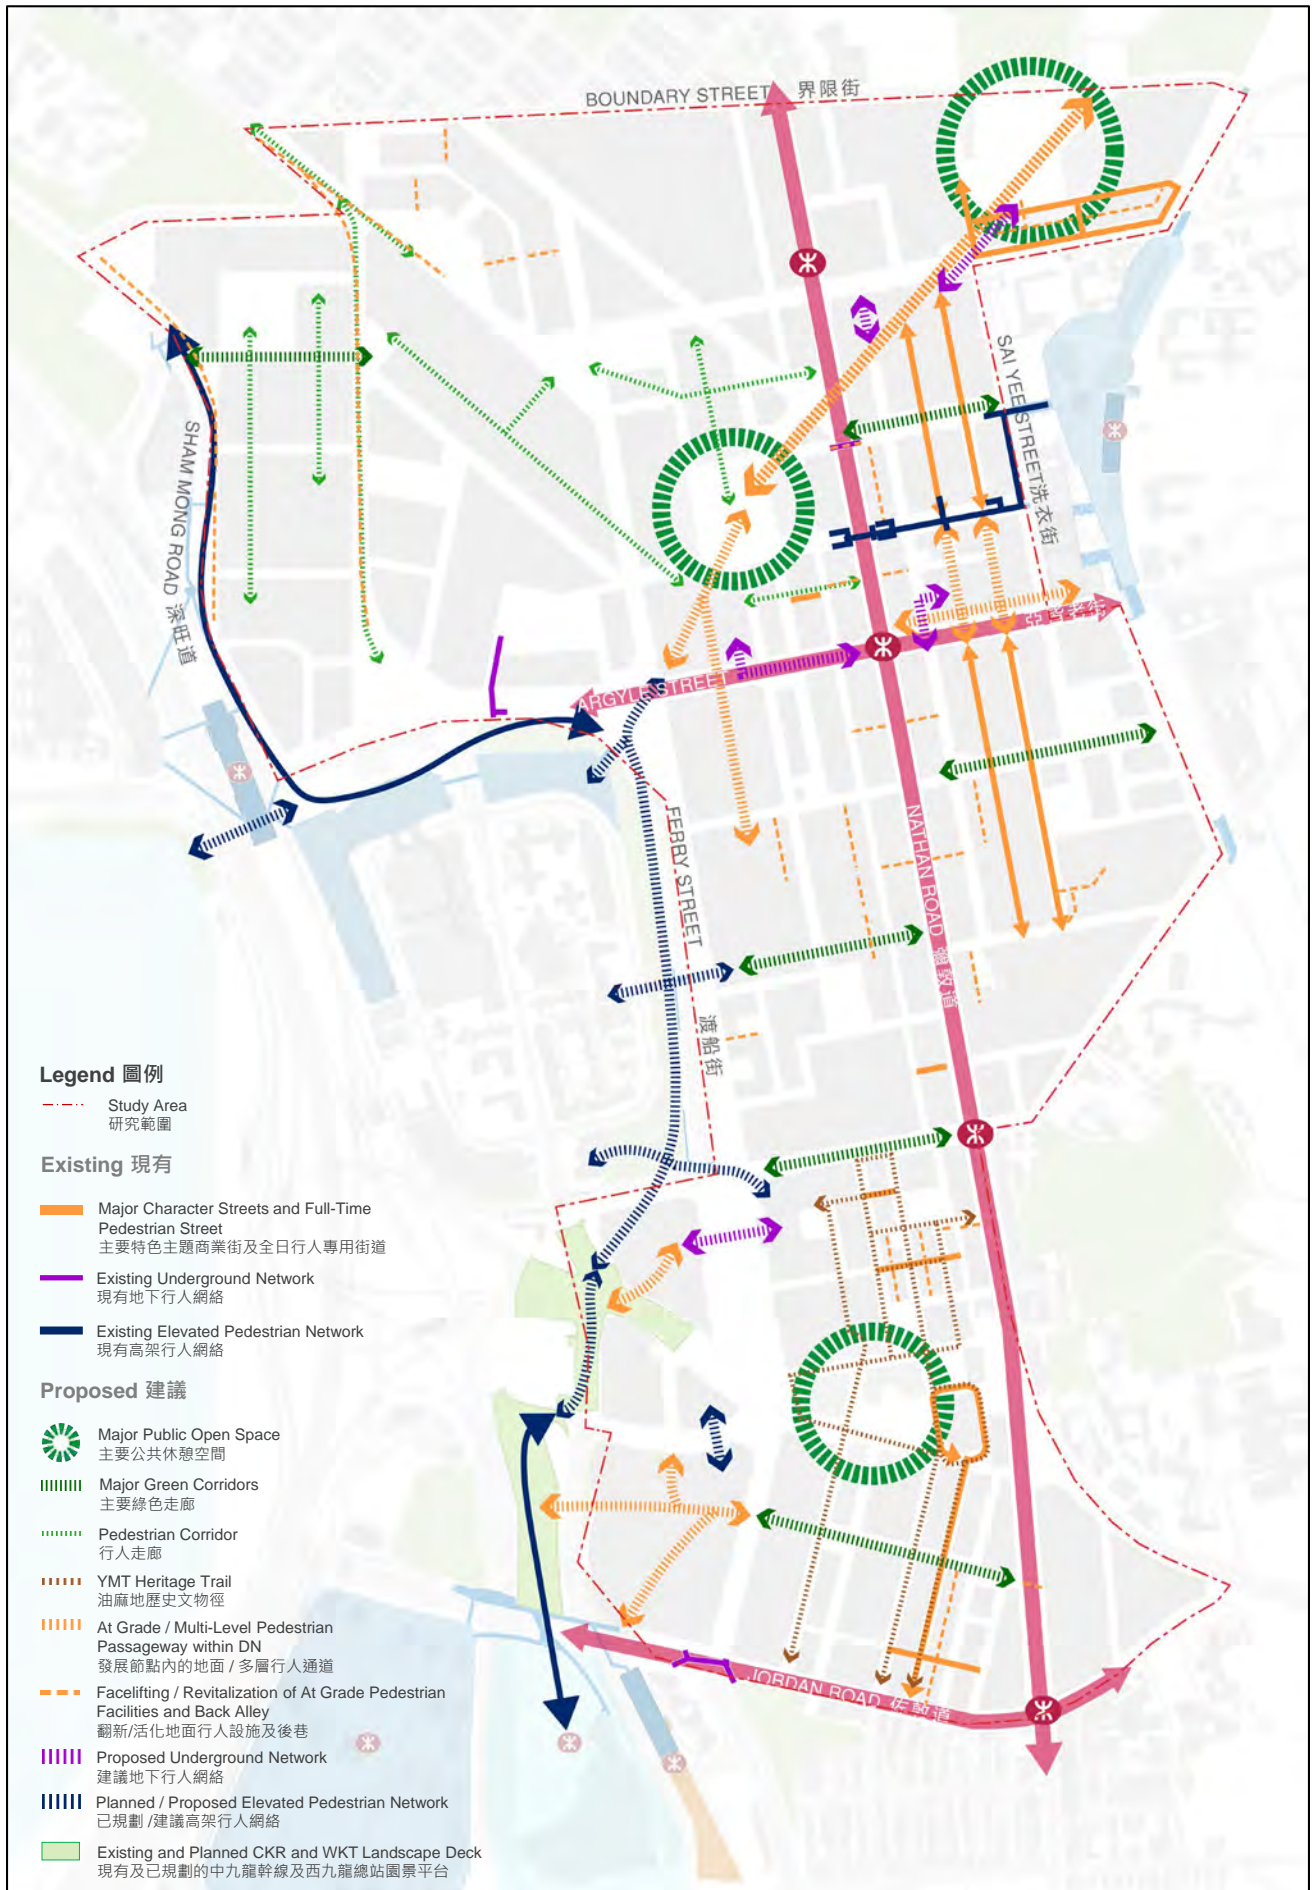 BOUNDARY STREET 界限街
SAI YEE STREET洗衣街
SHAM MONG ROAD 深旺道
ARGYLE STREET 亞皆老街
FERRY STREET 渡船街
NATHAN ROAD 彌敦道
JORDAN ROAD 佐敦道
Legend 圖例
Study Area
研究範圍
Existing 現有
Major Character Streets and Full-Time
Pedestrian Street
主要特色主題商業街及全日行人專用街道
Existing Underground Network
現有地下行人網絡
Existing Elevated Pedestrian Network
現有高架行人網絡
Proposed 建議
Major Public Open Space
主要公共休憩空間
Major Green Corridors
主要綠色走廊
Pedestrian Corridor
行人走廊
YMT Heritage Trail
油麻地歷史文物徑
At Grade / Multi-Level Pedestrian
Passageway within DN
發展節點內的地面 / 多層行人通道
Facelifting / Revitalization of At Grade Pedestrian
Facilities and Back Alley
翻新/活化地面行人設施及後巷
Proposed Underground Network
建議地下行人網絡
Planned / Proposed Elevated Pedestrian Network
已規劃 /建議高架行人網絡
Existing and Planned CKR and WKT Landscape Deck
現有及已規劃的中九龍幹線及西九龍總站園景平台